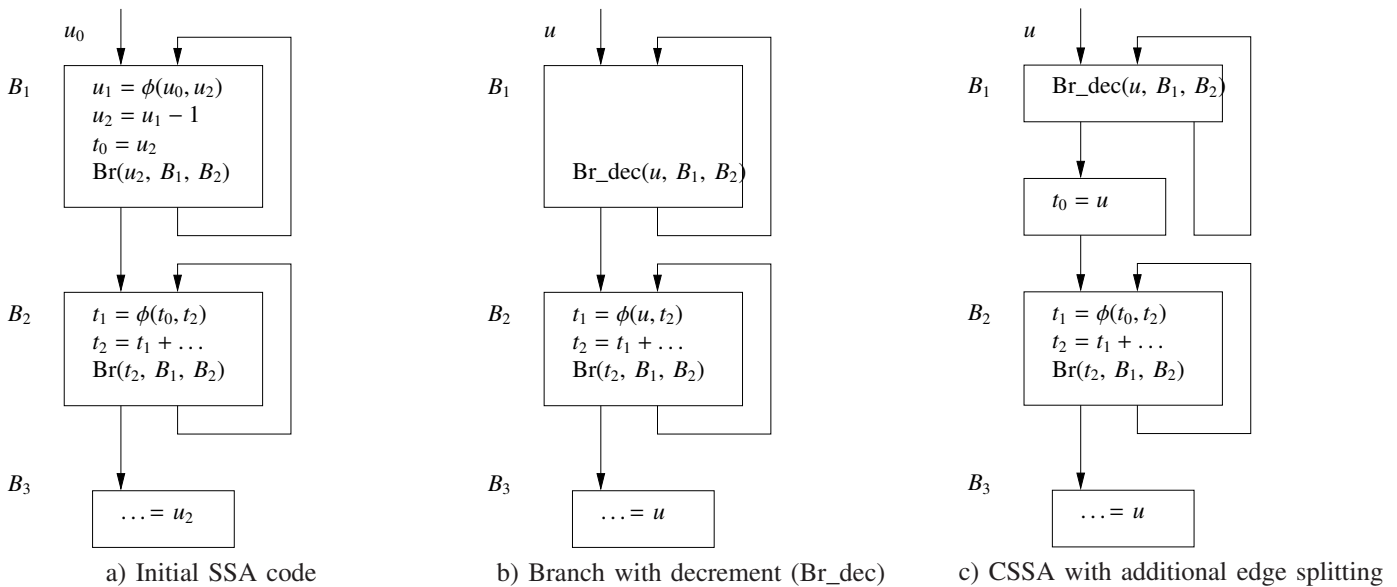 u₀
B₁
u₁ = ϕ(u₀, u₂)
u₂ = u₁ − 1
t₀ = u₂
Br(u₂, B₁, B₂)
B₂
t₁ = ϕ(t₀, t₂)
t₂ = t₁ + ...
Br(t₂, B₁, B₂)
B₃
... = u₂
a) Initial SSA code
u
B₁
Br_dec(u, B₁, B₂)
B₂
t₁ = ϕ(u, t₂)
t₂ = t₁ + ...
Br(t₂, B₁, B₂)
B₃
... = u
b) Branch with decrement (Br_dec)
u
B₁
Br_dec(u, B₁, B₂)
t₀ = u
B₂
t₁ = ϕ(t₀, t₂)
t₂ = t₁ + ...
Br(t₂, B₁, B₂)
B₃
... = u
c) CSSA with additional edge splitting